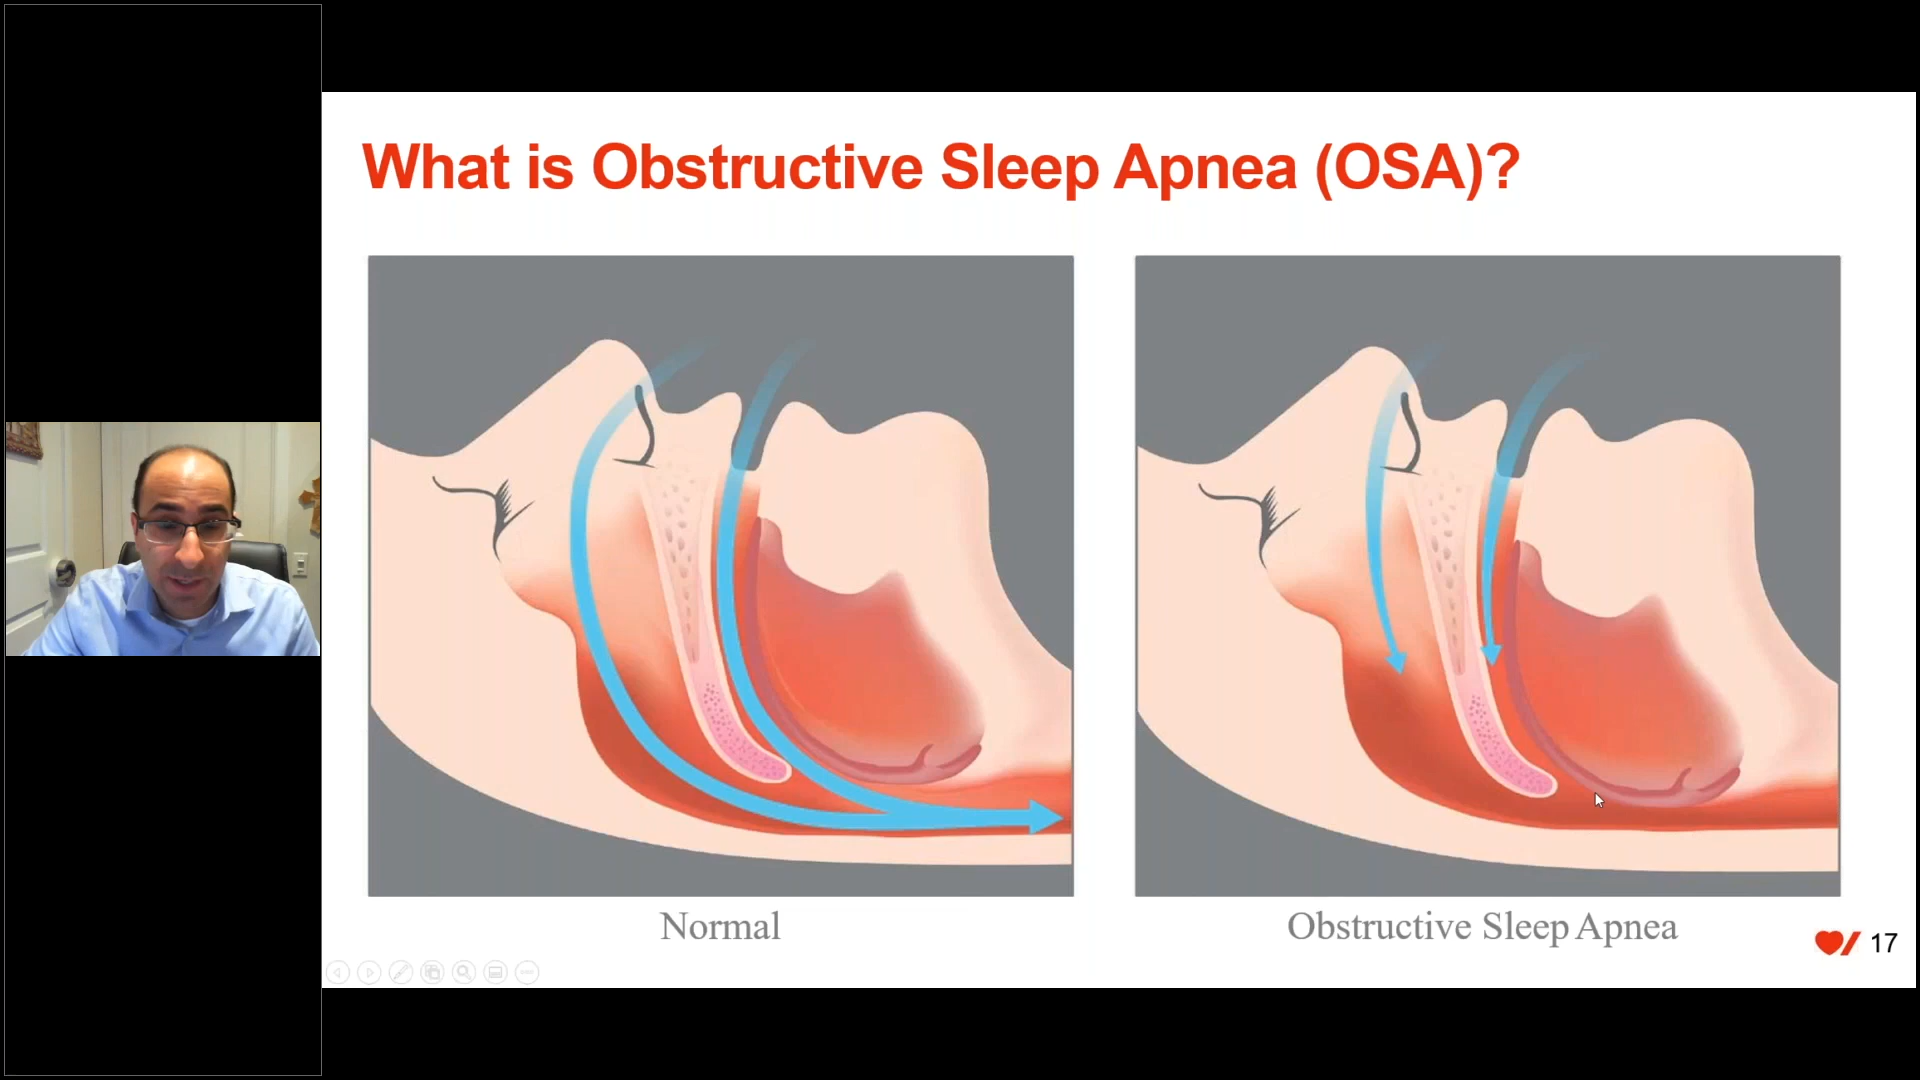 What is Obstructive Sleep Apnea (OSA)?
Normal
Obstructive Sleep Apnea
17